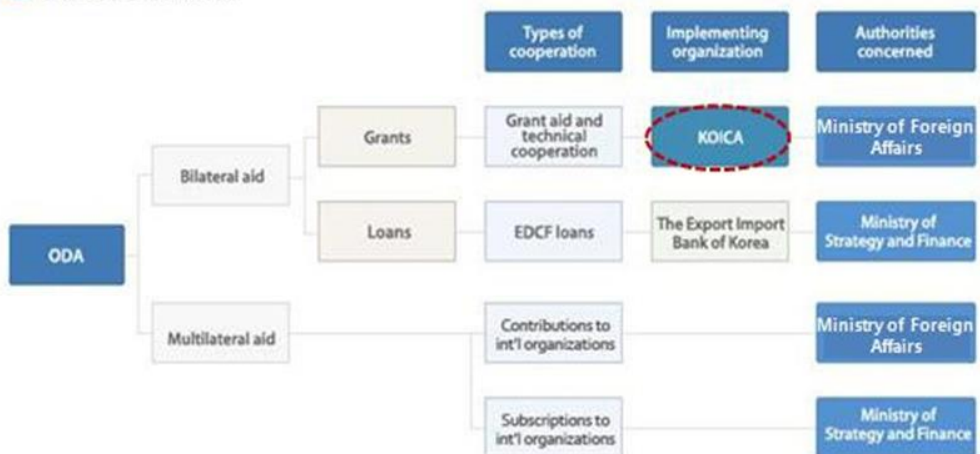 Types of
cooperation
Implementing
organization
Authorities
concerned
Grants
Grant aid and
technical
cooperation
KOICA
Ministry of Foreign
Affairs
Bilateral aid
Loans
EDCF loans
The Export Import
Bank of Korea
Ministry of
Strategy and Finance
ODA
Multilateral aid
Contributions to
int'l organizations
Ministry of Foreign
Affairs
Subscriptions to
int'l organizations
Ministry of
Strategy and Finance